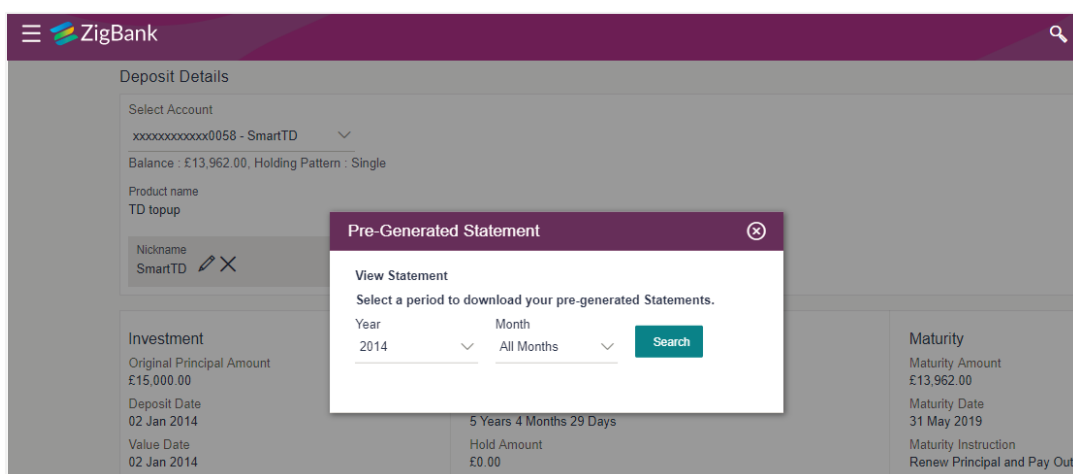 ZigBank
Deposit Details
Select Account
xxxxxxxxxxxx0058 - SmartTD
Balance : £13,962.00, Holding Pattern : Single
Product name
TD topup
Nickname
SmartTD
Pre-Generated Statement
View Statement
Select a period to download your pre-generated Statements.
Year
Month
2014
All Months
Search
Investment
Original Principal Amount
£15,000.00
Deposit Date
02 Jan 2014
Value Date
02 Jan 2014
5 Years 4 Months 29 Days
Hold Amount
£0.00
Maturity
Maturity Amount
£13,962.00
Maturity Date
31 May 2019
Maturity Instruction
Renew Principal and Pay Out